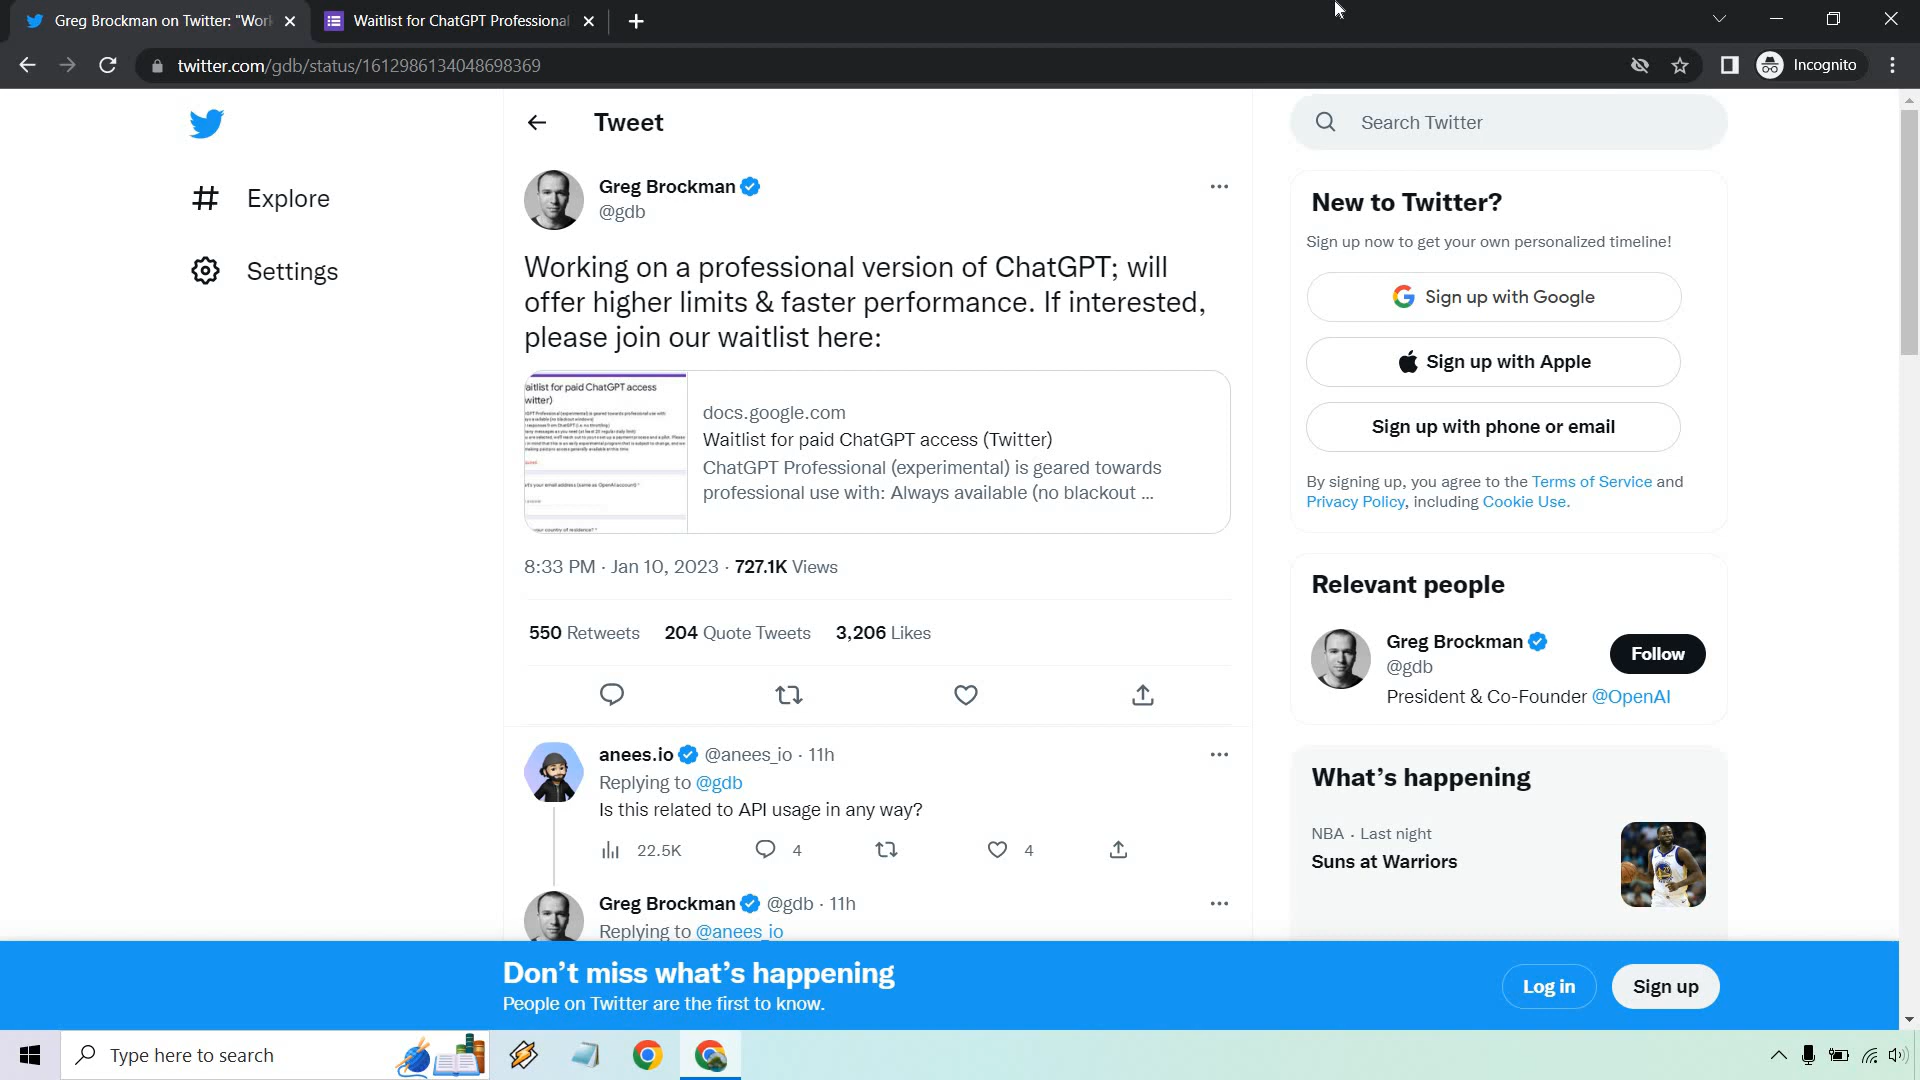 Greg Brockman on Twitter: "Work
Waitlist for ChatGPT Professional
twitter.com/gdb/status/1612986134048698369
Incognito
Explore
Settings
Tweet
Greg Brockman
@gdb
Working on a professional version of ChatGPT; will
offer higher limits & faster performance. If interested,
please join our waitlist here:
aitlist for paid ChatGPT access
witter)
docs.google.com
Waitlist for paid ChatGPT access (Twitter)
ChatGPT Professional (experimental) is geared towards
professional use with: Always available (no blackout ...
8:33 PM · Jan 10, 2023 · 727.1K Views
550 Retweets 204 Quote Tweets 3,206 Likes
anees.io @anees_io · 11h
Replying to @gdb
Is this related to API usage in any way?
22.5K 4 4
Greg Brockman @gdb · 11h
Replying to @anees_io
Search Twitter
New to Twitter?
Sign up now to get your own personalized timeline!
Sign up with Google
Sign up with Apple
Sign up with phone or email
By signing up, you agree to the Terms of Service and
Privacy Policy, including Cookie Use.
Relevant people
Greg Brockman
@gdb
Follow
President & Co-Founder @OpenAI
What's happening
NBA · Last night
Suns at Warriors
Don't miss what's happening
People on Twitter are the first to know.
Log in
Sign up
Type here to search